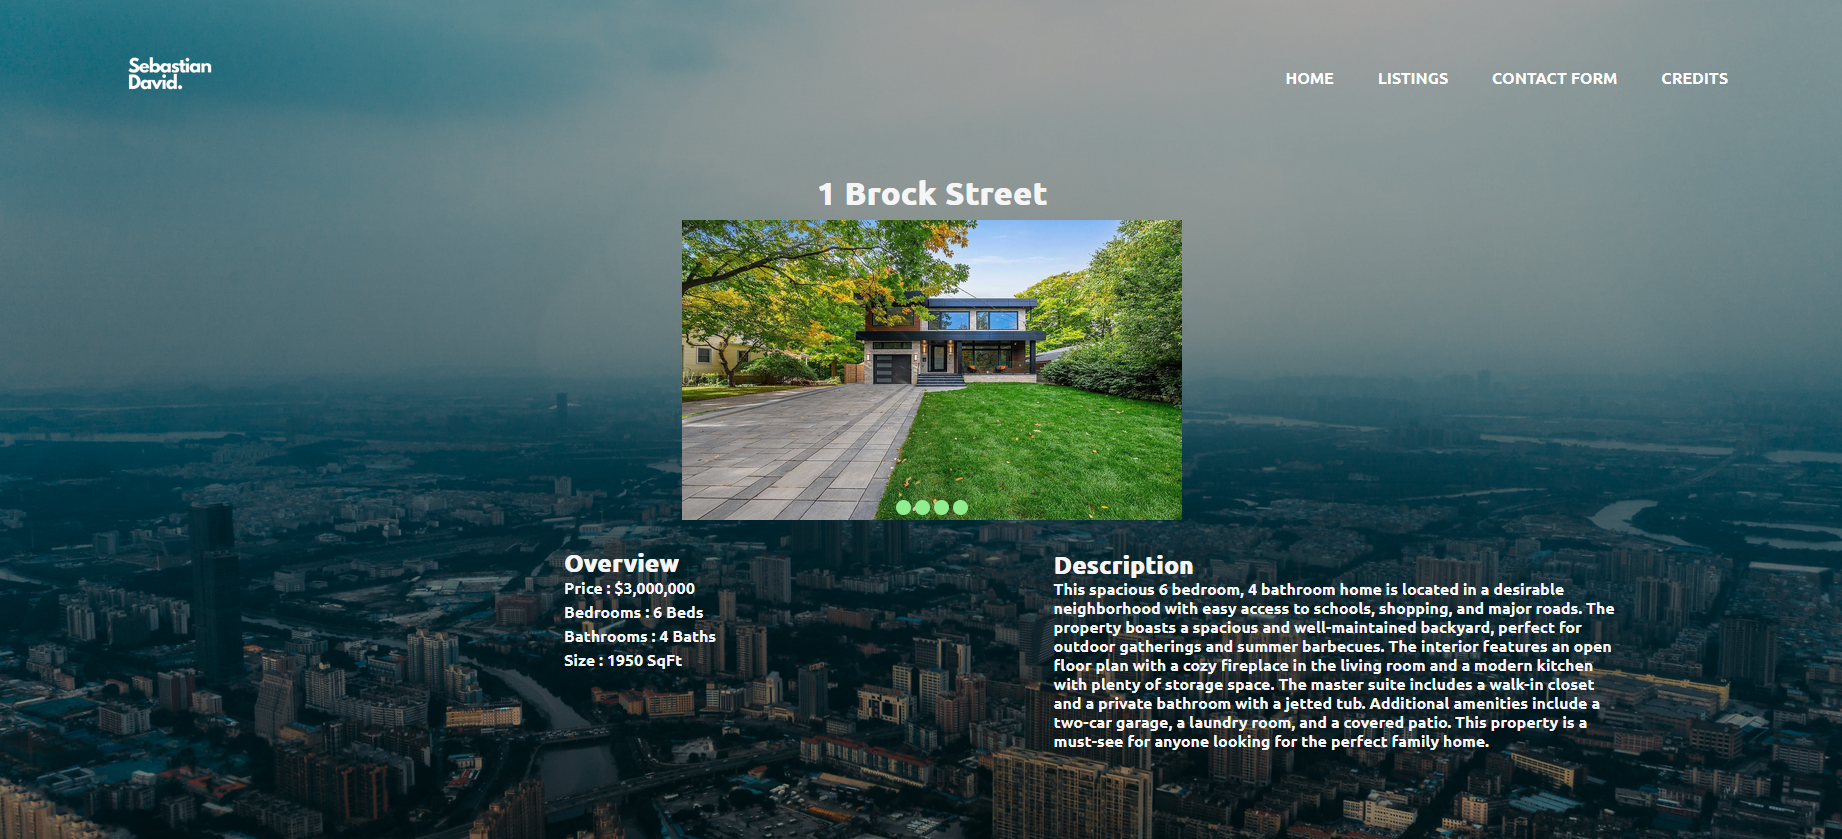 Sebastian
David.
HOME LISTINGS CONTACT FORM CREDITS
1 Brock Street
Overview
Price : $3,000,000
Bedrooms : 6 Beds
Bathrooms : 4 Baths
Size : 1950 SqFt
Description
This spacious 6 bedroom, 4 bathroom home is located in a desirable
neighborhood with easy access to schools, shopping, and major roads. The
property boasts a spacious and well-maintained backyard, perfect for
outdoor gatherings and summer barbecues. The interior features an open
floor plan with a cozy fireplace in the living room and a modern kitchen
with plenty of storage space. The master suite includes a walk-in closet
and a private bathroom with a jetted tub. Additional amenities include a
two-car garage, a laundry room, and a covered patio. This property is a
must-see for anyone looking for the perfect family home.